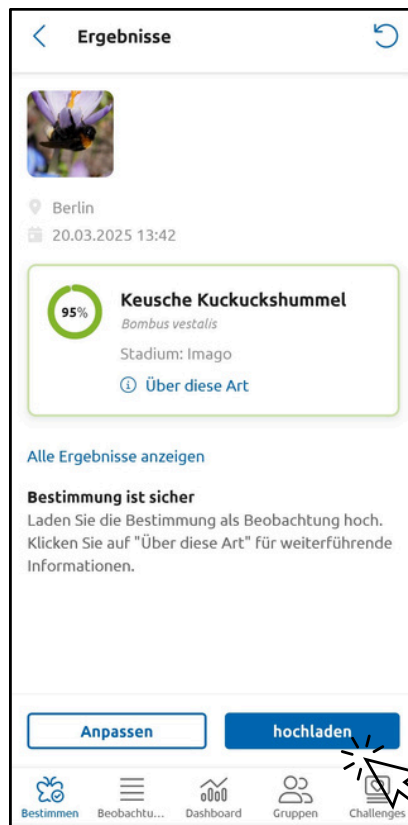 Ergebnisse
Berlin
20.03.2025 13:42
95%
Keusche Kuckuckshummel
Bombus vestalis
Stadium: Imago
Über diese Art
Alle Ergebnisse anzeigen
Bestimmung ist sicher
Laden Sie die Bestimmung als Beobachtung hoch.
Klicken Sie auf "Über diese Art" für weiterführende
Informationen.
Anpassen
hochladen
Bestimmen
Beobachtu...
Dashboard
Gruppen
Challenges